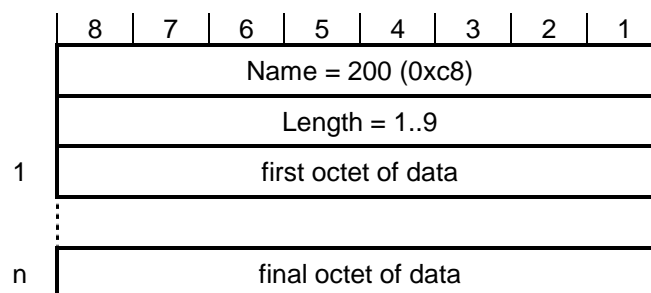 8 7 6 5 4 3 2 1
Name = 200 (0xc8)
Length = 1..9
1 first octet of data
n final octet of data